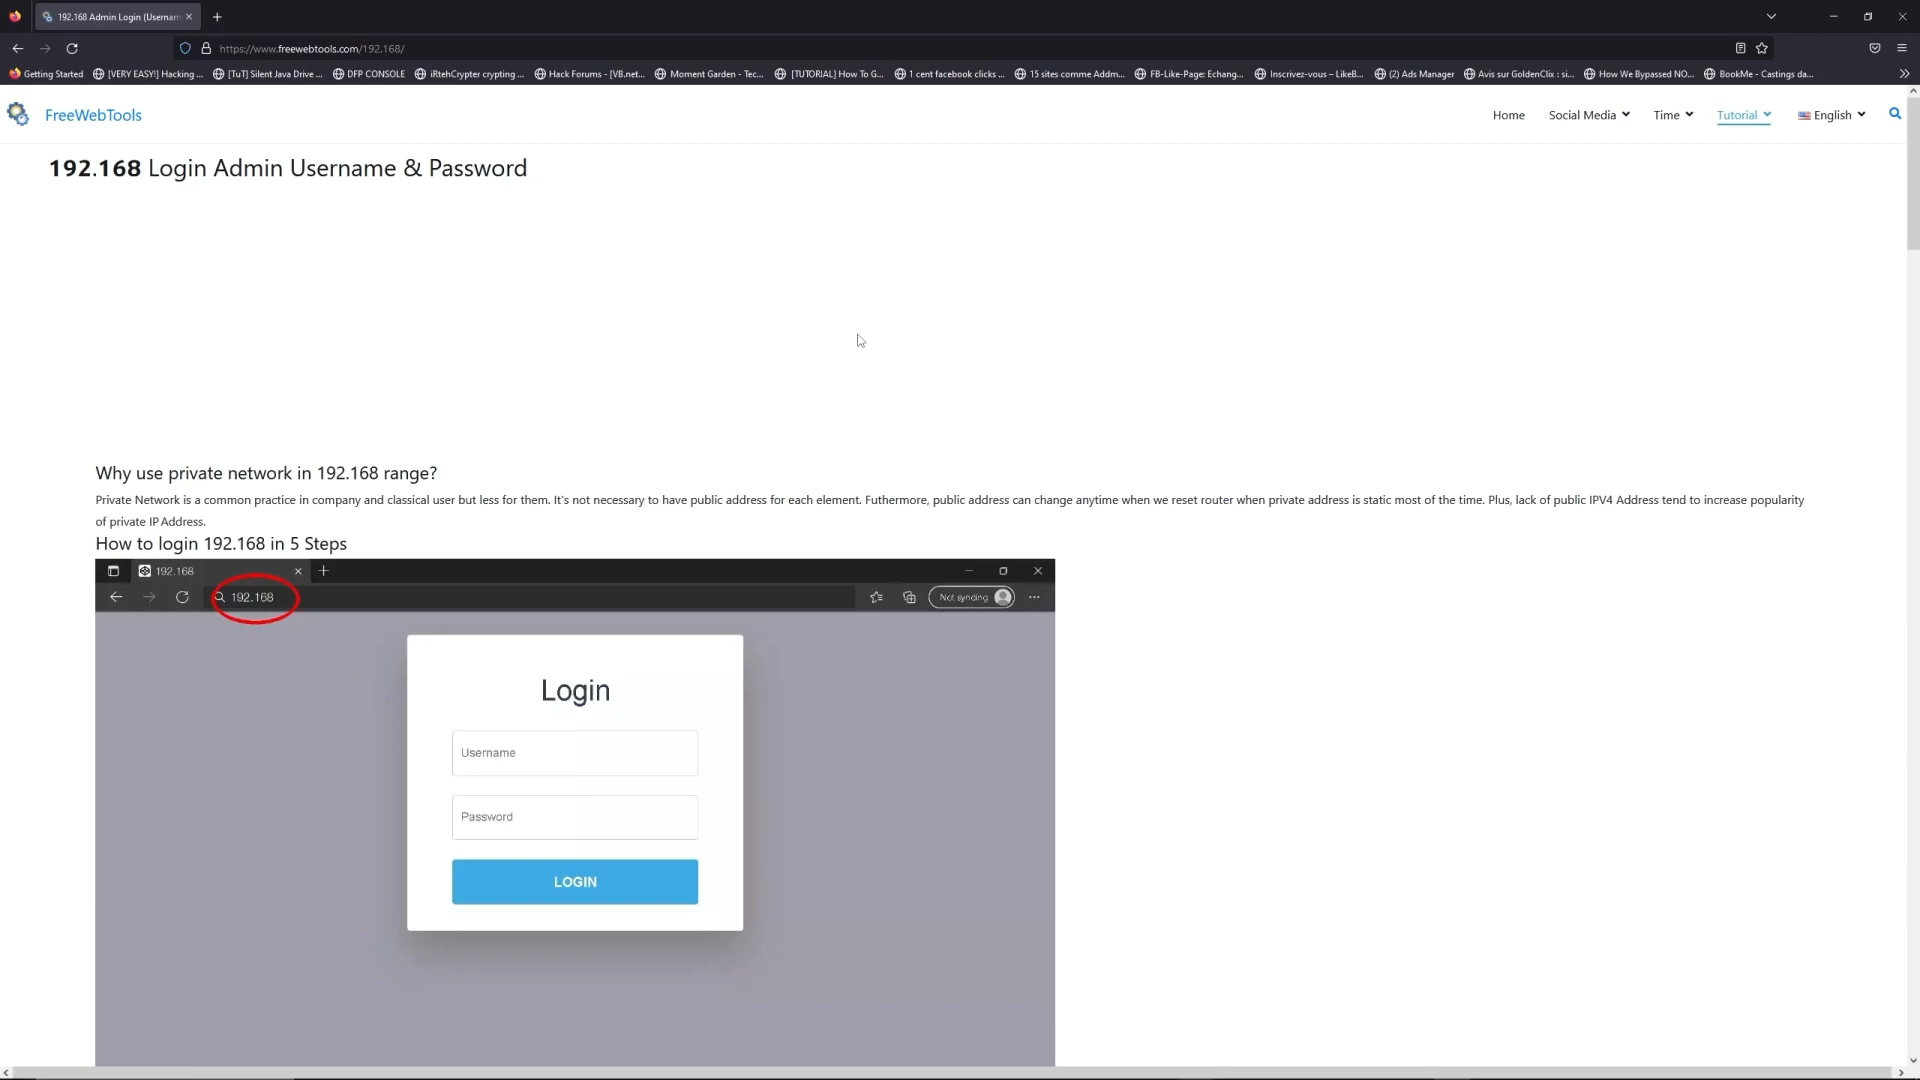 192.168 Admin Login (Usernam
https://www.freewebtools.com/192.168/
Getting Started [VERY EASY!] Hacking ... [TuT] Silent Java Drive ... DFP CONSOLE iRtehCrypter crypting ... Hack Forums - [VB.net... Moment Garden - Tec... [TUTORIAL] How To G... 1 cent facebook clicks ... 15 sites comme Addm... FB-Like-Page: Echang... Inscrivez-vous – LikeB... (2) Ads Manager Avis sur GoldenClix : si... How We Bypassed NO... BookMe - Castings da...
FreeWebTools Home Social Media Time Tutorial English
192.168 Login Admin Username & Password
Why use private network in 192.168 range?
Private Network is a common practice in company and classical user but less for them. It's not necessary to have public address for each element. Futhermore, public address can change anytime when we reset router when private address is static most of the time. Plus, lack of public IPV4 Address tend to increase popularity
of private IP Address.
How to login 192.168 in 5 Steps
192.168
192.168 Not syncing
Login
Username
Password
LOGIN